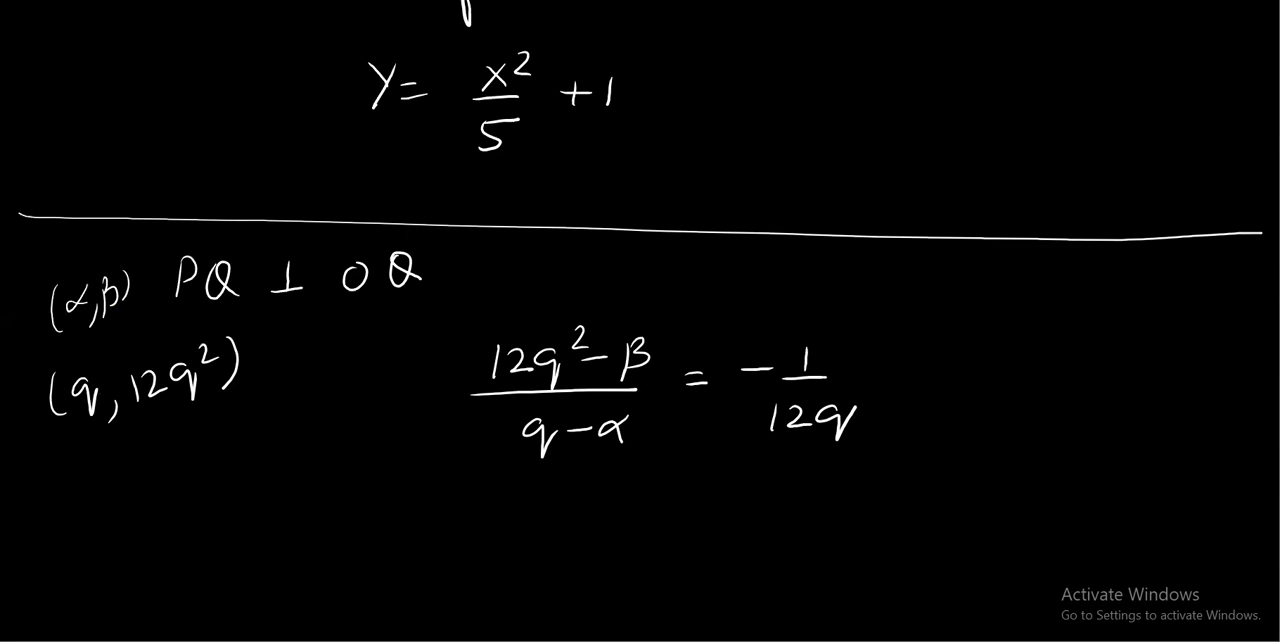 y = x²/5 + 1
(α,β) PQ ⊥ OQ
(q, 12q²)
(12q² - β)/(q - α) = - 1/(12q)
Activate Windows
Go to Settings to activate Windows.